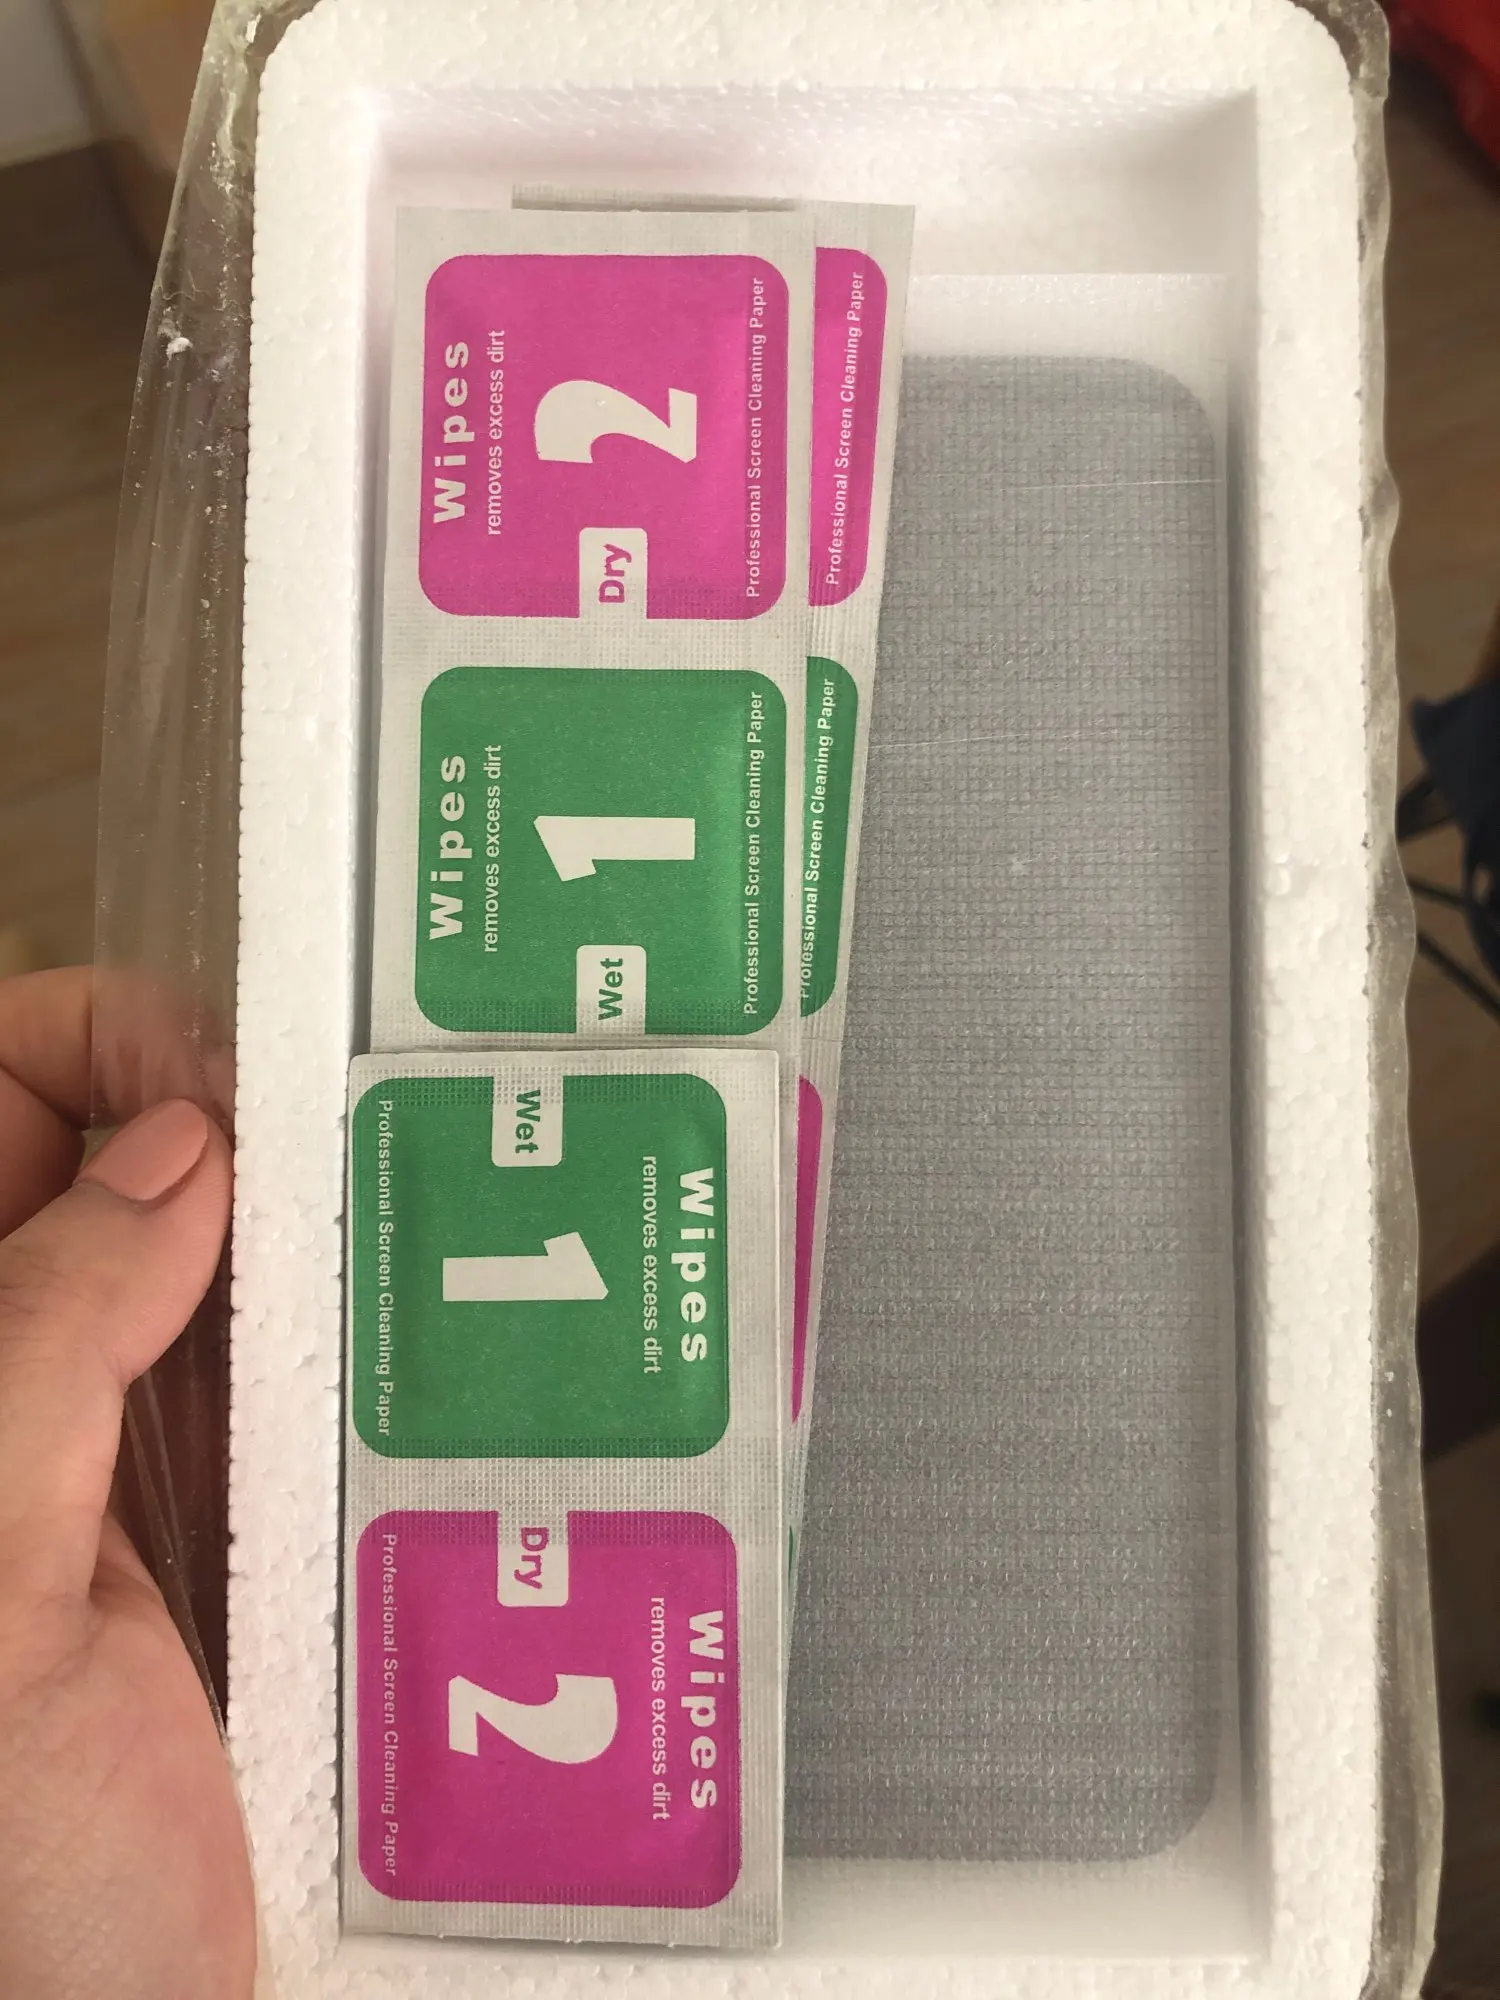 Wipes
removes excess dirt
2
Dry
Professional Screen Cleaning Paper
Professional Screen Cleaning Paper
Wipes
removes excess dirt
1
Wet
Professional Screen Cleaning Paper
Professional Screen Cleaning Paper
Wipes
removes excess dirt
1
Wet
Professional Screen Cleaning Paper
Wipes
removes excess dirt
2
Dry
Professional Screen Cleaning Paper